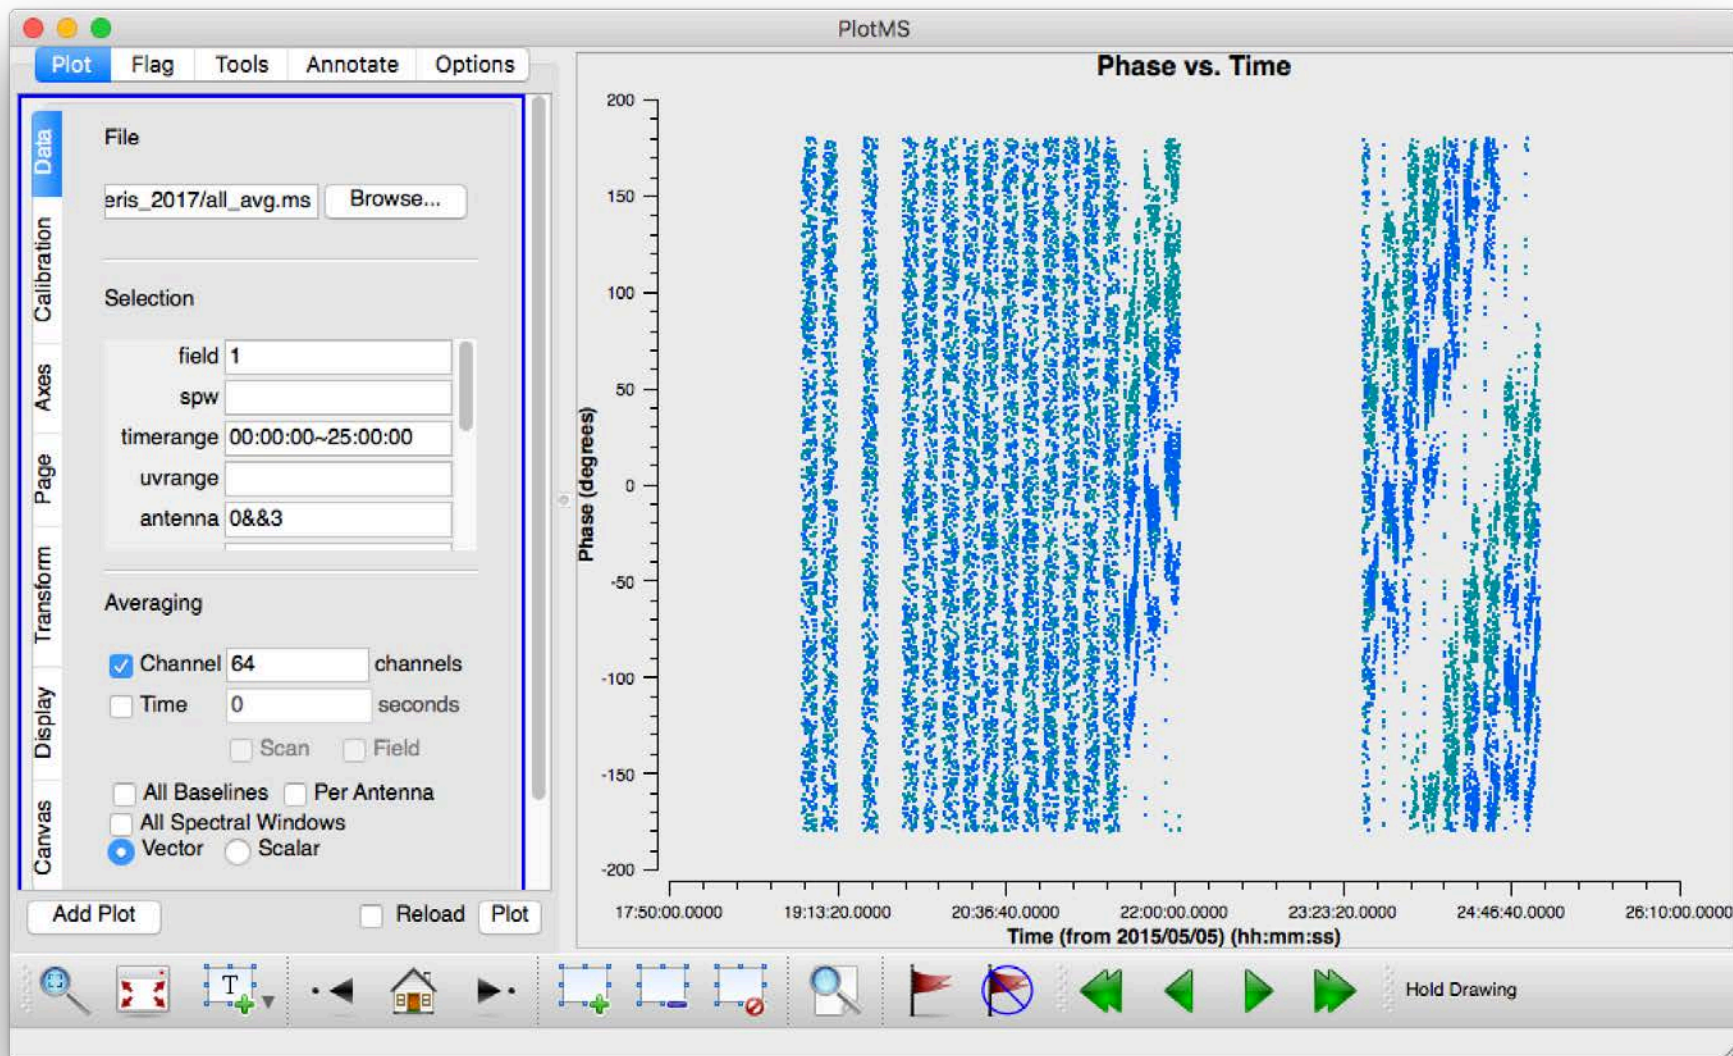 PlotMS
Plot Flag Tools Annotate Options
Data
Calibration
Axes
Page
Transform
Display
Canvas
File
eris_2017/all_avg.ms Browse...
Selection
field 1
spw
timerange 00:00:00~25:00:00
uvrange
antenna 0&&3
Averaging
Channel 64 channels
Time 0 seconds
Scan Field
All Baselines Per Antenna
All Spectral Windows
Vector Scalar
Add Plot Reload Plot
Phase vs. Time
200
150
100
50
0
-50
-100
-150
-200
Phase (degrees)
17:50:00.0000 19:13:20.0000 20:36:40.0000 22:00:00.0000 23:23:20.0000 24:46:40.0000 26:10:00.0000
Time (from 2015/05/05) (hh:mm:ss)
T
Hold Drawing